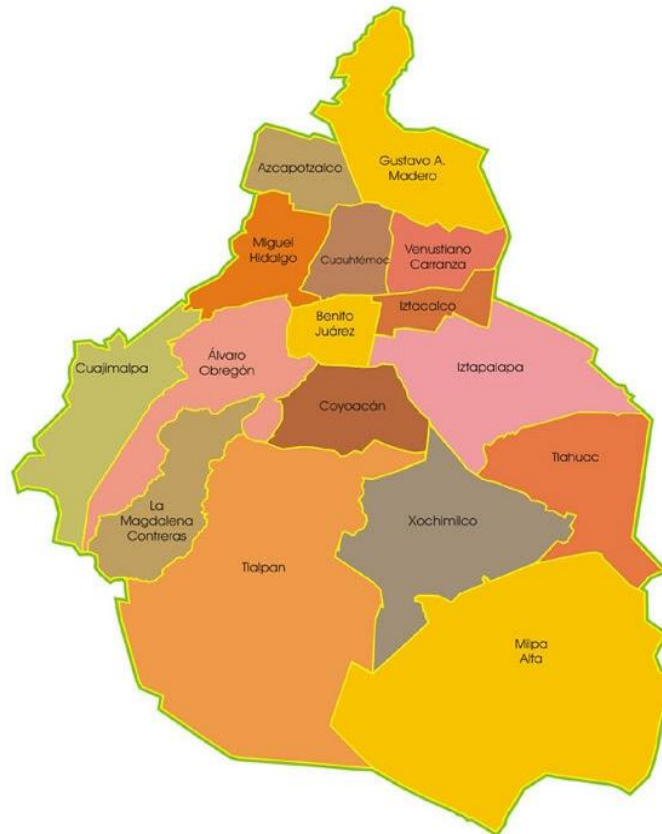 Gustavo A.
Madero
Azcapotzalco
Miguel
Hidalgo
Cuauhtémoc
Venustiano
Carranza
Iztacalco
Benito
Juárez
Cuajimalpa
Álvaro
Obregón
Iztapalapa
Coyoacán
Tlahuac
La
Magdalena
Contreras
Xochimilco
Tlalpan
Milpa
Alta